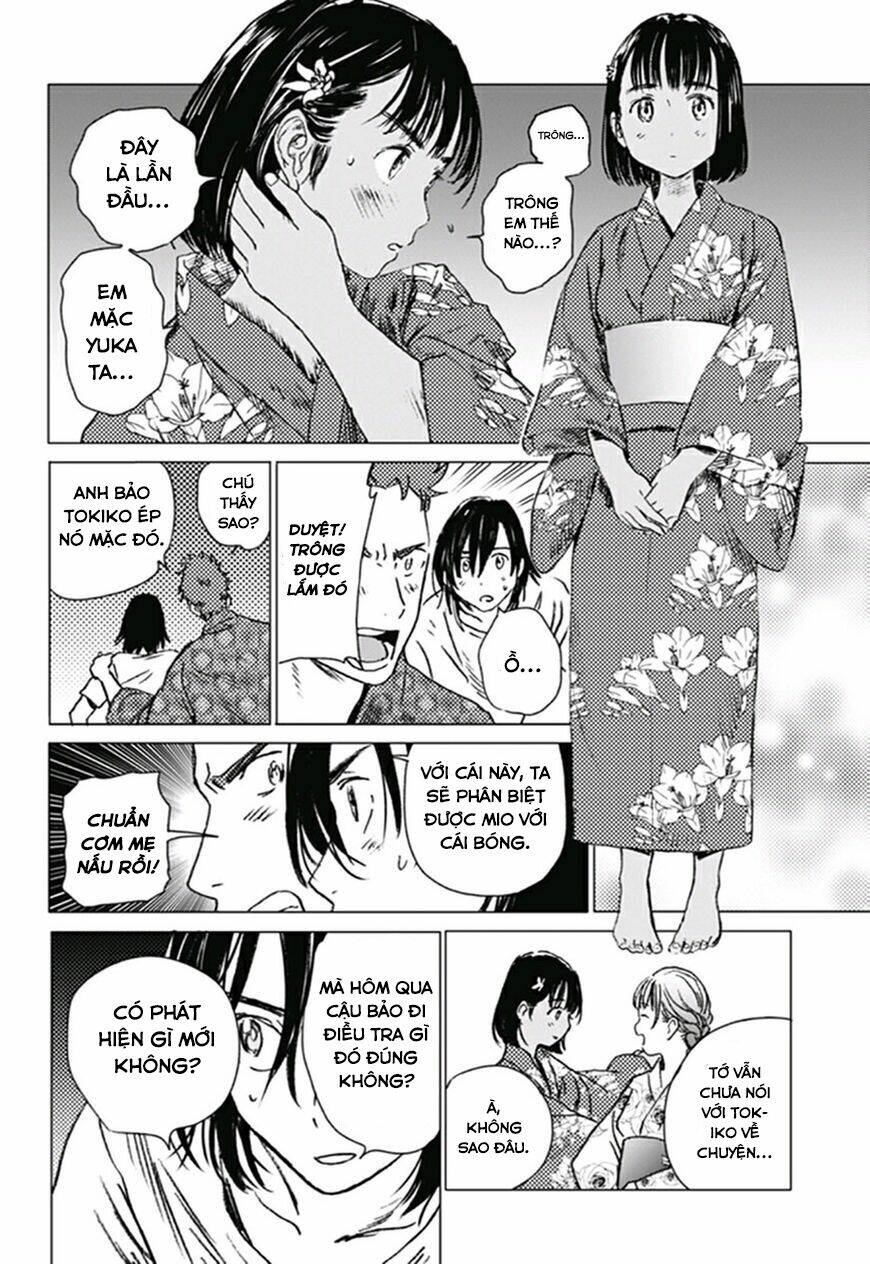 TRÔNG...
TRÔNG
EM THẾ
NÀO...?
ĐÂY
LÀ LẦN
ĐẦU...
EM
MẶC
YUKA
TA...
DUYỆT!
TRÔNG
ĐƯỢC
LẮM ĐÓ
Ồ...
CHÚ
THẤY
SAO?
ANH BẢO
TOKIKO ÉP
NÓ MẶC ĐÓ.
VỚI CÁI NÀY, TA
SẼ PHÂN BIỆT
ĐƯỢC MIO VỚI
CÁI BÓNG.
CHUẨN
CƠM MẸ
NẤU RỒI!
TỚ VẪN
CHƯA NÓI
VỚI TOK-
IKO VỀ
CHUYỆN...
À,
KHÔNG
SAO ĐÂU.
MÀ HÔM QUA
CẬU BẢO ĐI
ĐIỀU TRA GÌ
ĐÓ ĐÚNG
KHÔNG?
CÓ PHÁT
HIỆN GÌ MỚI
KHÔNG?